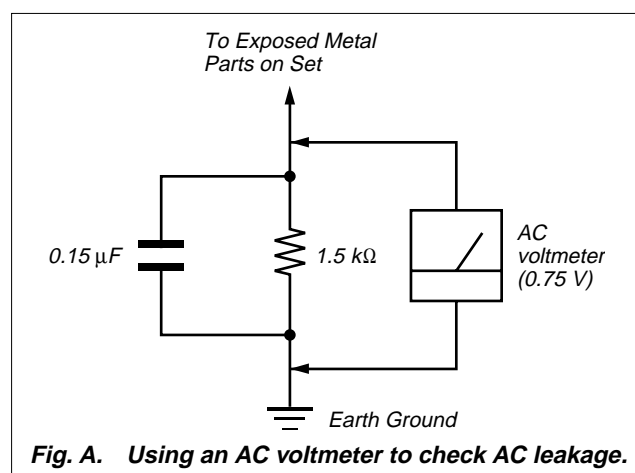 To Exposed Metal
Parts on Set
0.15 μF
1.5 kΩ
AC
voltmeter
(0.75 V)
Earth Ground
Fig. A. Using an AC voltmeter to check AC leakage.